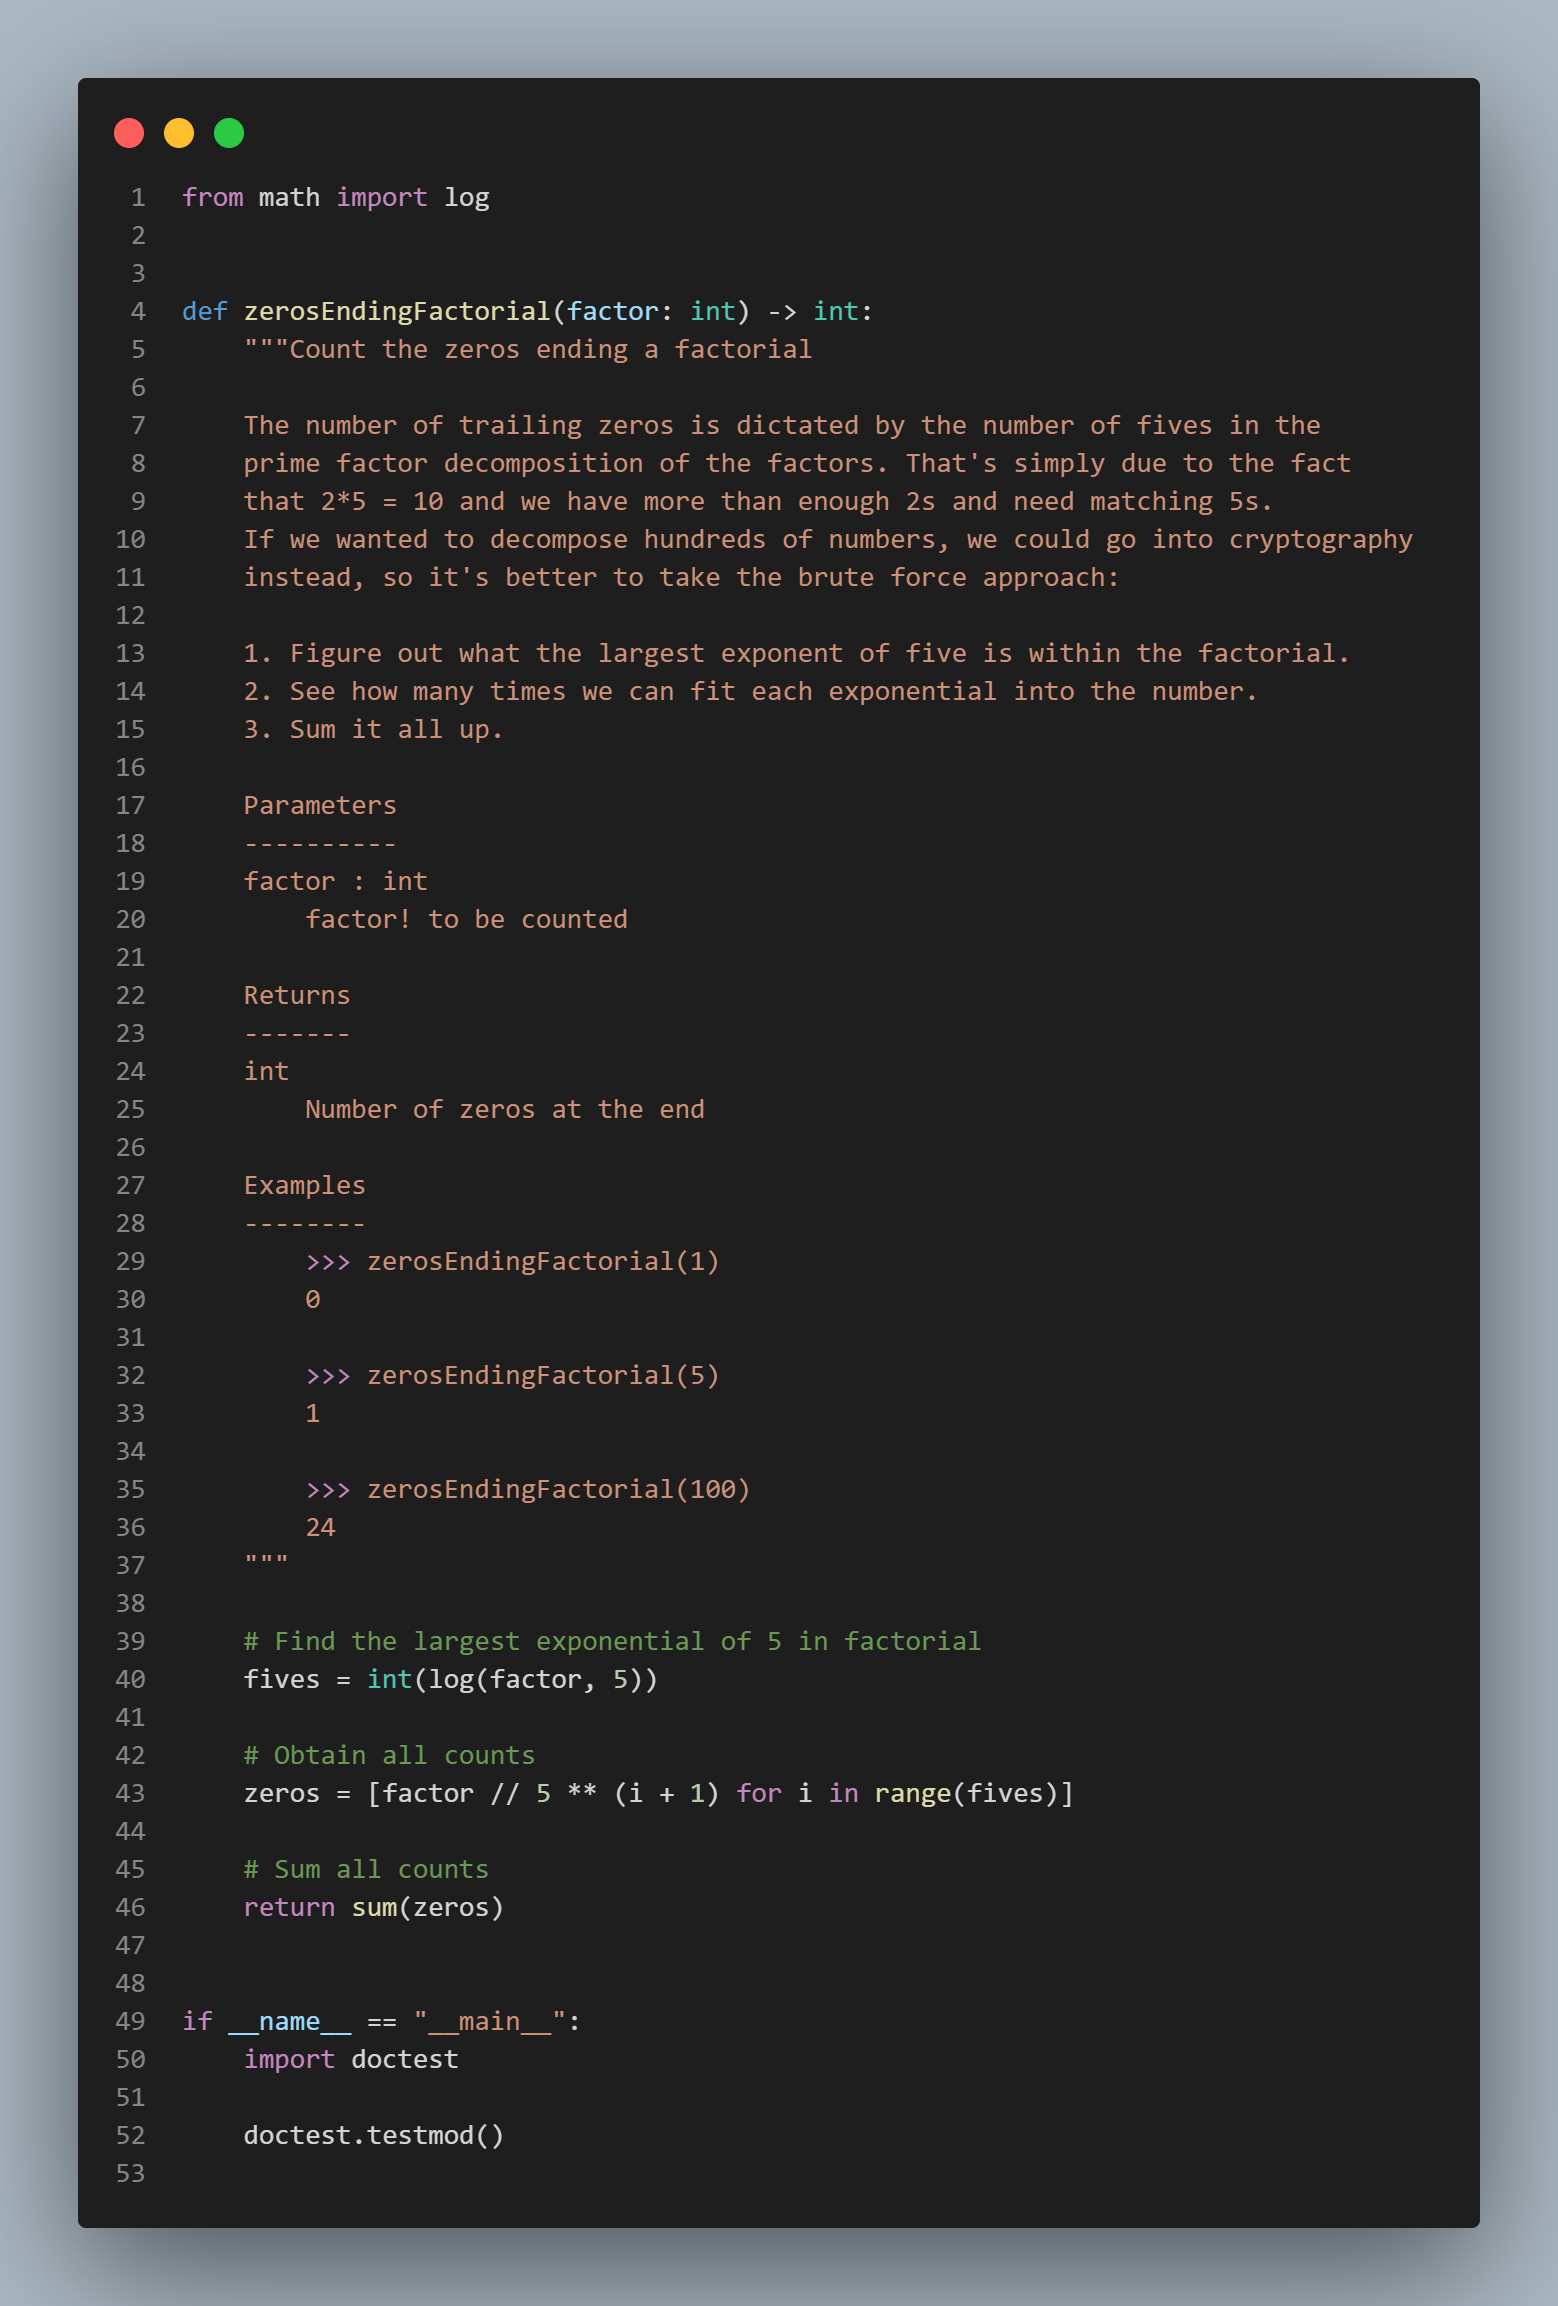 1 from math import log
2
3
4 def zerosEndingFactorial(factor: int) -> int:
5     """Count the zeros ending a factorial
6
7     The number of trailing zeros is dictated by the number of fives in the
8     prime factor decomposition of the factors. That's simply due to the fact
9     that 2*5 = 10 and we have more than enough 2s and need matching 5s.
10     If we wanted to decompose hundreds of numbers, we could go into cryptography
11     instead, so it's better to take the brute force approach:
12
13     1. Figure out what the largest exponent of five is within the factorial.
14     2. See how many times we can fit each exponential into the number.
15     3. Sum it all up.
16
17     Parameters
18     ----------
19     factor : int
20         factor! to be counted
21
22     Returns
23     -------
24     int
25         Number of zeros at the end
26
27     Examples
28     --------
29         >>> zerosEndingFactorial(1)
30         0
31
32         >>> zerosEndingFactorial(5)
33         1
34
35         >>> zerosEndingFactorial(100)
36         24
37     """
38
39     # Find the largest exponential of 5 in factorial
40     fives = int(log(factor, 5))
41
42     # Obtain all counts
43     zeros = [factor // 5 ** (i + 1) for i in range(fives)]
44
45     # Sum all counts
46     return sum(zeros)
47
48
49 if __name__ == "__main__":
50     import doctest
51
52     doctest.testmod()
53